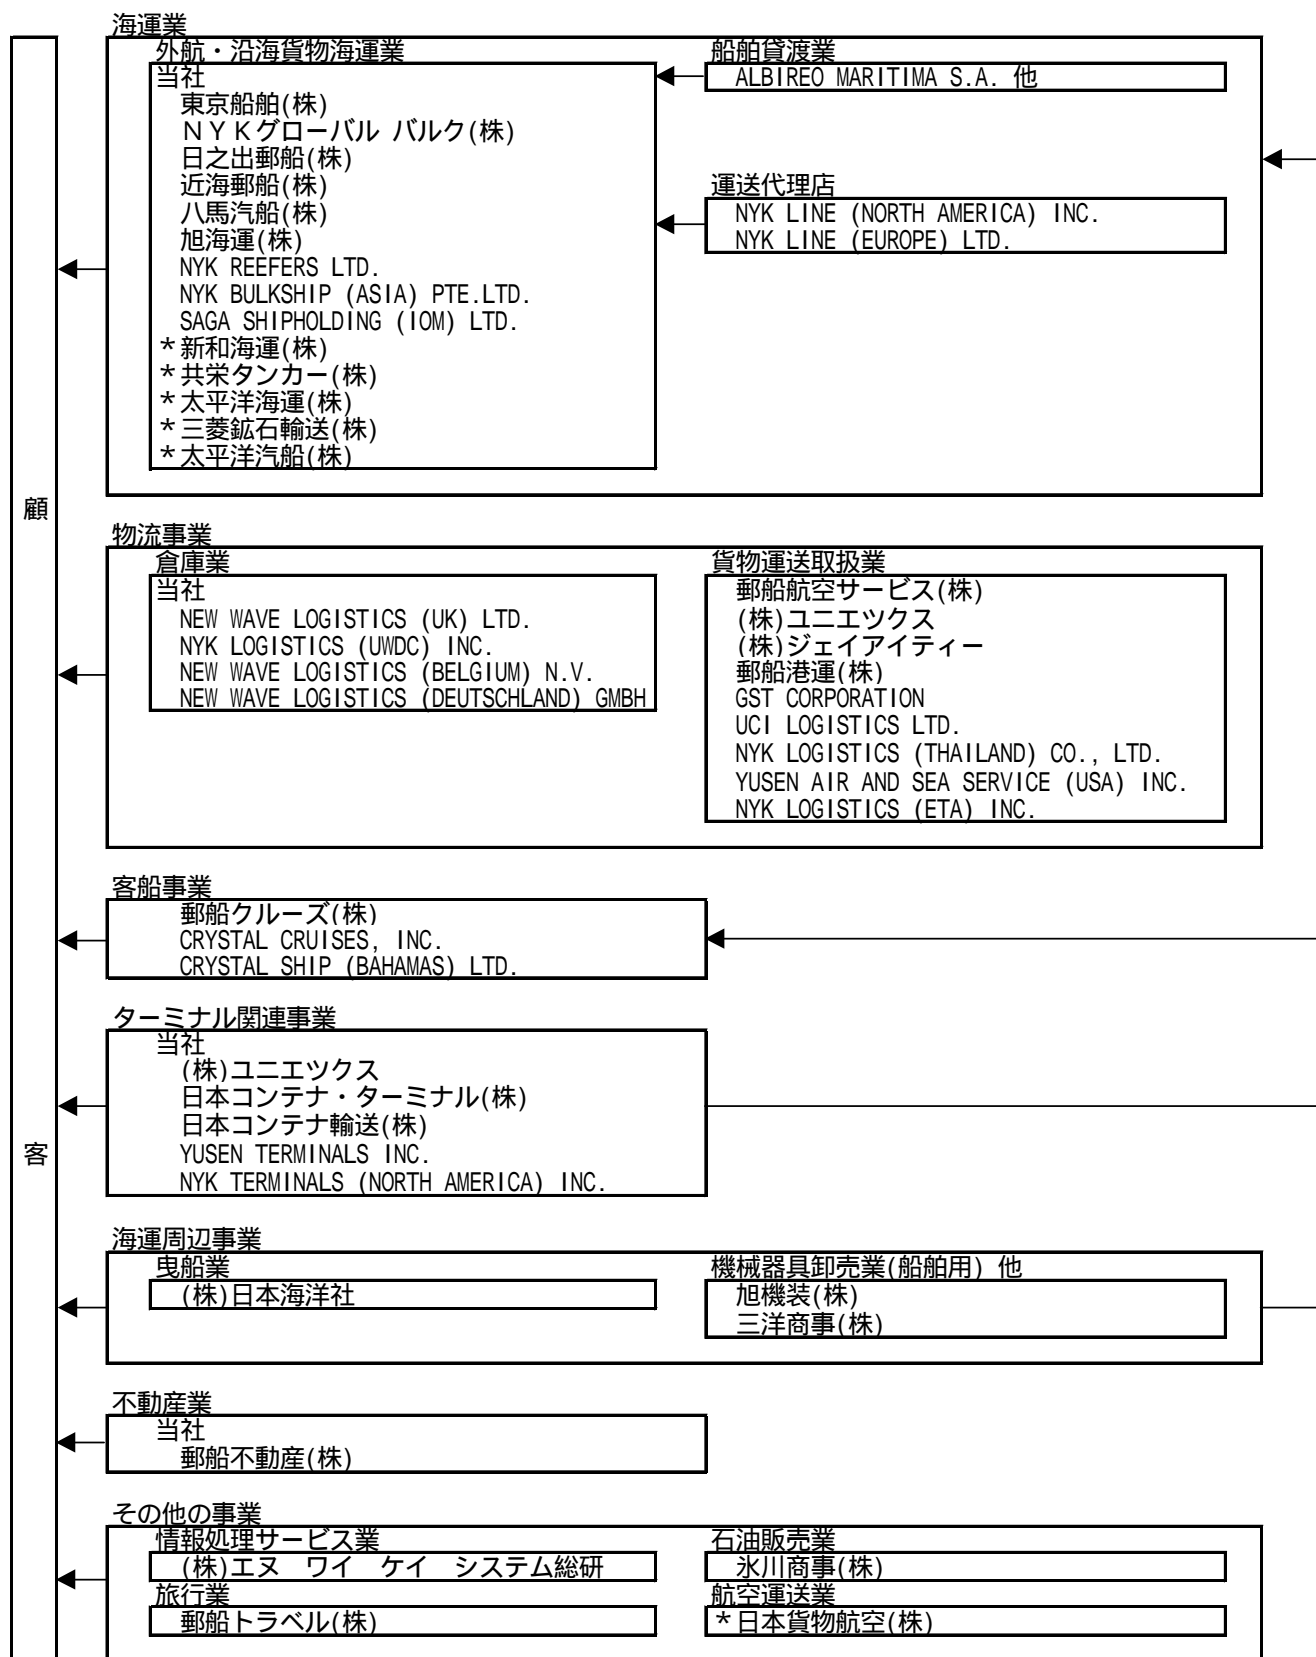 海運業
外航・沿海貨物海運業
当社
東京船舶(株)
ＮＹＫグローバル バルク(株)
日之出郵船(株)
近海郵船(株)
八馬汽船(株)
旭海運(株)
NYK REEFERS LTD.
NYK BULKSHIP (ASIA) PTE.LTD.
SAGA SHIPHOLDING (IOM) LTD.
*新和海運(株)
*共栄タンカー(株)
*太平洋海運(株)
*三菱鉱石輸送(株)
*太平洋汽船(株)
船舶貸渡業
ALBIREO MARITIMA S.A. 他
運送代理店
NYK LINE (NORTH AMERICA) INC.
NYK LINE (EUROPE) LTD.
顧
客
物流事業
倉庫業
当社
NEW WAVE LOGISTICS (UK) LTD.
NYK LOGISTICS (UWDC) INC.
NEW WAVE LOGISTICS (BELGIUM) N.V.
NEW WAVE LOGISTICS (DEUTSCHLAND) GMBH
貨物運送取扱業
郵船航空サービス(株)
(株)ユニエツクス
(株)ジェイアイティー
郵船港運(株)
GST CORPORATION
UCI LOGISTICS LTD.
NYK LOGISTICS (THAILAND) CO., LTD.
YUSEN AIR AND SEA SERVICE (USA) INC.
NYK LOGISTICS (ETA) INC.
客船事業
郵船クルーズ(株)
CRYSTAL CRUISES, INC.
CRYSTAL SHIP (BAHAMAS) LTD.
ターミナル関連事業
当社
(株)ユニエツクス
日本コンテナ・ターミナル(株)
日本コンテナ輸送(株)
YUSEN TERMINALS INC.
NYK TERMINALS (NORTH AMERICA) INC.
海運周辺事業
曳船業
(株)日本海洋社
機械器具卸売業(船舶用) 他
旭機装(株)
三洋商事(株)
不動産業
当社
郵船不動産(株)
その他の事業
情報処理サービス業
(株)エヌ　ワイ　ケイ　システム総研
旅行業
郵船トラベル(株)
石油販売業
氷川商事(株)
航空運送業
*日本貨物航空(株)